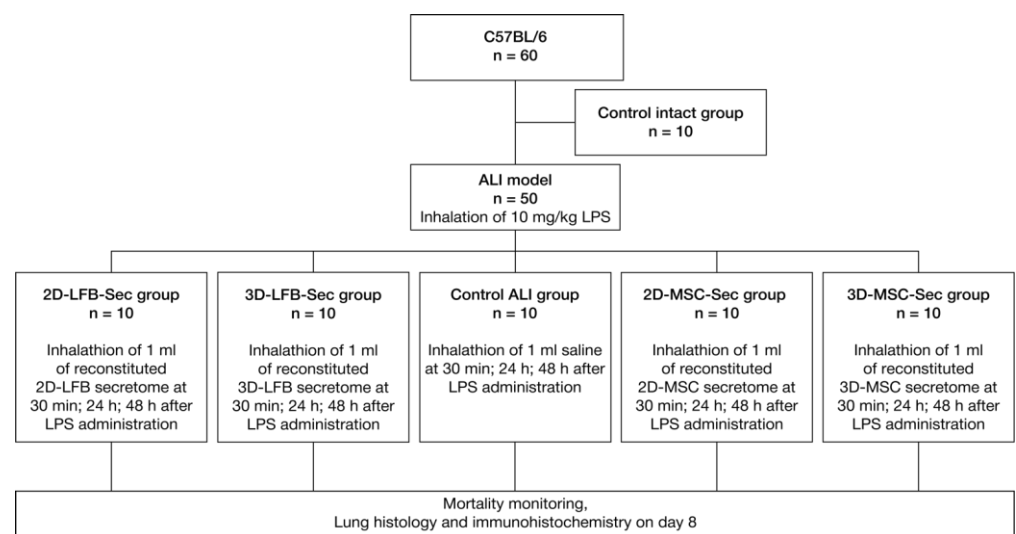 C57BL/6
n = 60
Control intact group
n = 10
ALI model
n = 50
Inhalation of 10 mg/kg LPS
2D-LFB-Sec group
n = 10
Inhalathion of 1 ml
of reconstituted
2D-LFB secretome at
30 min; 24 h; 48 h after
LPS administration
3D-LFB-Sec group
n = 10
Inhalathion of 1 ml
of reconstituted
3D-LFB secretome at
30 min; 24 h; 48 h after
LPS administration
Control ALI group
n = 10
Inhalathion of 1 ml saline
at 30 min; 24 h; 48 h after
LPS administration
2D-MSC-Sec group
n = 10
Inhalathion of 1 ml
of reconstituted
2D-MSC secretome at
30 min; 24 h; 48 h after
LPS administration
3D-MSC-Sec group
n = 10
Inhalathion of 1 ml
of reconstituted
3D-MSC secretome at
30 min; 24 h; 48 h after
LPS administration
Mortality monitoring,
Lung histology and immunohistochemistry on day 8